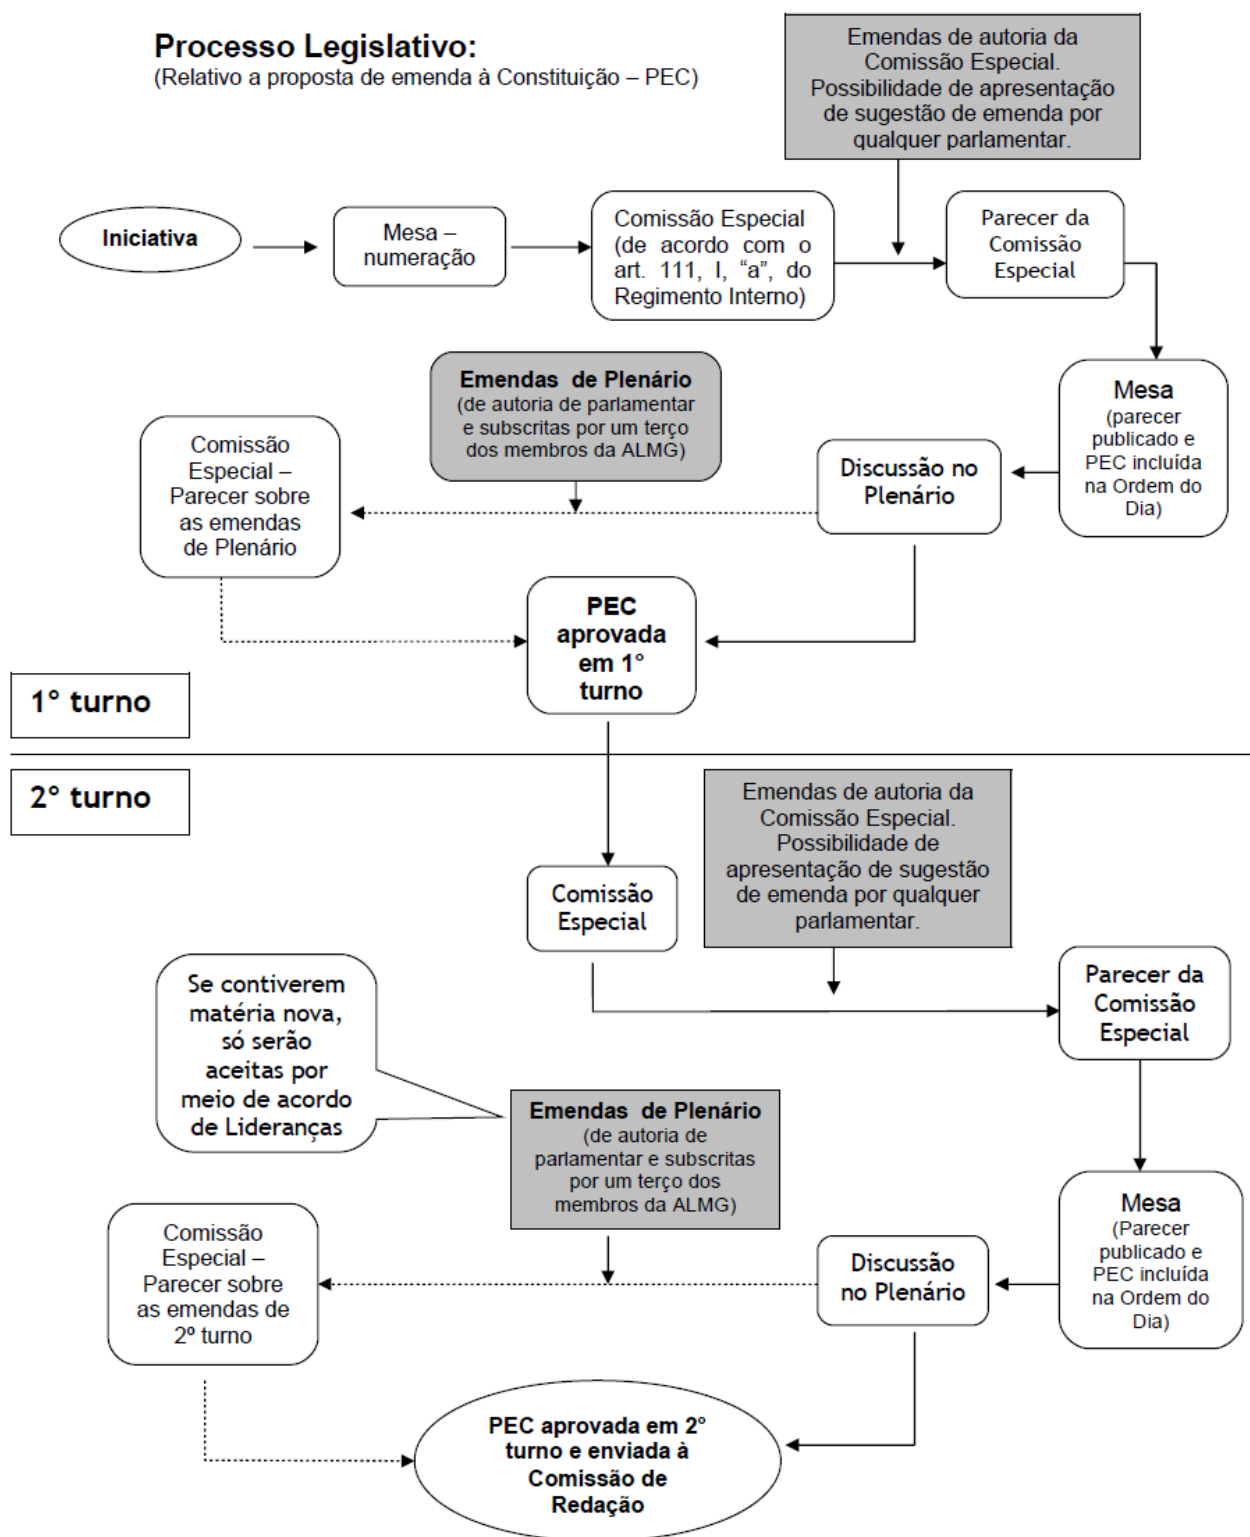 Processo Legislativo:
(Relativo a proposta de emenda à Constituição – PEC)
Emendas de autoria da
Comissão Especial.
Possibilidade de apresentação
de sugestão de emenda por
qualquer parlamentar.
Iniciativa
Mesa –
numeração
Comissão Especial
(de acordo com o
art. 111, I, “a”, do
Regimento Interno)
Parecer da
Comissão
Especial
Mesa
(parecer
publicado e
PEC incluída
na Ordem do
Dia)
Discussão no
Plenário
Emendas de Plenário
(de autoria de parlamentar
e subscritas por um terço
dos membros da ALMG)
Comissão
Especial –
Parecer sobre
as emendas
de Plenário
PEC
aprovada
em 1°
turno
1° turno
2° turno
Emendas de autoria da
Comissão Especial.
Possibilidade de
apresentação de sugestão
de emenda por qualquer
parlamentar.
Comissão
Especial
Parecer da
Comissão
Especial
Se contiverem
matéria nova,
só serão
aceitas por
meio de acordo
de Lideranças
Emendas de Plenário
(de autoria de
parlamentar e subscritas
por um terço dos
membros da ALMG)
Mesa
(Parecer
publicado e
PEC incluída
na Ordem do
Dia)
Discussão
no Plenário
Comissão
Especial –
Parecer sobre
as emendas de
2º turno
PEC aprovada em 2°
turno e enviada à
Comissão de
Redação